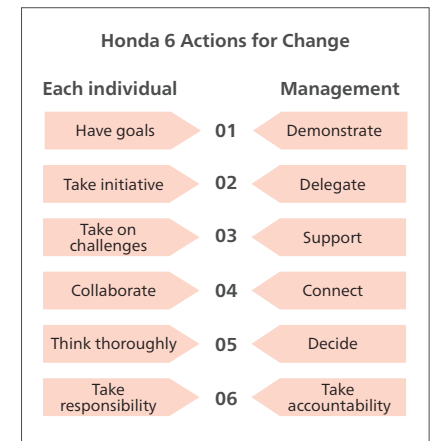 Honda 6 Actions for Change
Each individual Management
Have goals 01 Demonstrate
Take initiative 02 Delegate
Take on
challenges 03 Support
Collaborate 04 Connect
Think thoroughly 05 Decide
Take
responsibility 06 Take
accountability